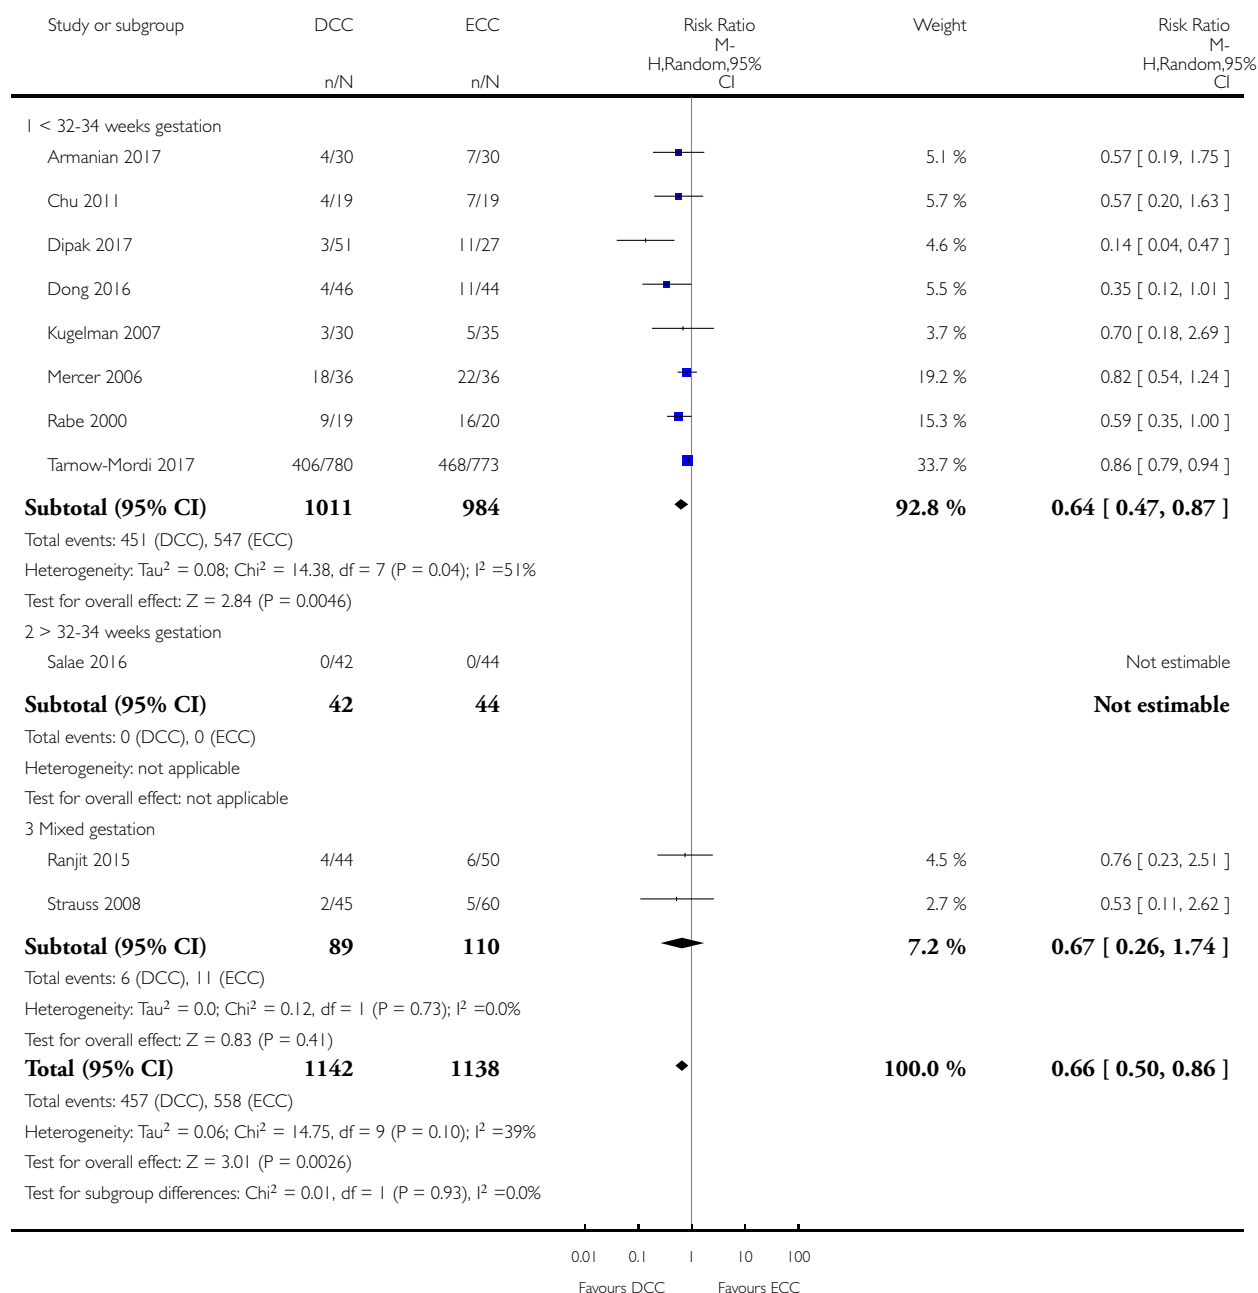 Study or subgroup DCC ECC Risk Ratio Weight Risk Ratio
M-H,Random,95% CI M-H,Random,95% CI
n/N n/N
1 < 32-34 weeks gestation
Armanian 2017 4/30 7/30 5.1 % 0.57 [ 0.19, 1.75 ]
Chu 2011 4/19 7/19 5.7 % 0.57 [ 0.20, 1.63 ]
Dipak 2017 3/51 11/27 4.6 % 0.14 [ 0.04, 0.47 ]
Dong 2016 4/46 11/44 5.5 % 0.35 [ 0.12, 1.01 ]
Kugelman 2007 3/30 5/35 3.7 % 0.70 [ 0.18, 2.69 ]
Mercer 2006 18/36 22/36 19.2 % 0.82 [ 0.54, 1.24 ]
Rabe 2000 9/19 16/20 15.3 % 0.59 [ 0.35, 1.00 ]
Tarnow-Mordi 2017 406/780 468/773 33.7 % 0.86 [ 0.79, 0.94 ]
Subtotal (95% CI) 1011 984 92.8 % 0.64 [ 0.47, 0.87 ]
Total events: 451 (DCC), 547 (ECC)
Heterogeneity: Tau² = 0.08; Chi² = 14.38, df = 7 (P = 0.04); I² =51%
Test for overall effect: Z = 2.84 (P = 0.0046)
2 > 32-34 weeks gestation
Salae 2016 0/42 0/44 Not estimable
Subtotal (95% CI) 42 44 Not estimable
Total events: 0 (DCC), 0 (ECC)
Heterogeneity: not applicable
Test for overall effect: not applicable
3 Mixed gestation
Ranjit 2015 4/44 6/50 4.5 % 0.76 [ 0.23, 2.51 ]
Strauss 2008 2/45 5/60 2.7 % 0.53 [ 0.11, 2.62 ]
Subtotal (95% CI) 89 110 7.2 % 0.67 [ 0.26, 1.74 ]
Total events: 6 (DCC), 11 (ECC)
Heterogeneity: Tau² = 0.0; Chi² = 0.12, df = 1 (P = 0.73); I² =0.0%
Test for overall effect: Z = 0.83 (P = 0.41)
Total (95% CI) 1142 1138 100.0 % 0.66 [ 0.50, 0.86 ]
Total events: 457 (DCC), 558 (ECC)
Heterogeneity: Tau² = 0.06; Chi² = 14.75, df = 9 (P = 0.10); I² =39%
Test for overall effect: Z = 3.01 (P = 0.0026)
Test for subgroup differences: Chi² = 0.01, df = 1 (P = 0.93), I² =0.0%
0.01 0.1 1 10 100
Favours DCC Favours ECC